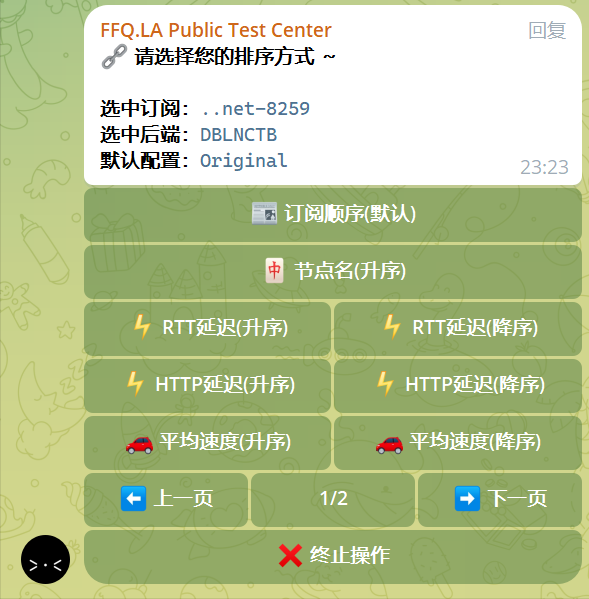 FFQ.LA Public Test Center 回复
🔗 请选择您的排序方式 ~
选中订阅: ..net-8259
选中后端: DBLNCTB
默认配置: Original
23:23
订阅顺序(默认)
🀄 节点名(升序)
⚡ RTT延迟(升序) ⚡ RTT延迟(降序)
⚡ HTTP延迟(升序) ⚡ HTTP延迟(降序)
🚗 平均速度(升序) 🚗 平均速度(降序)
⬅️ 上一页 1/2 ➡️ 下一页
❌ 终止操作